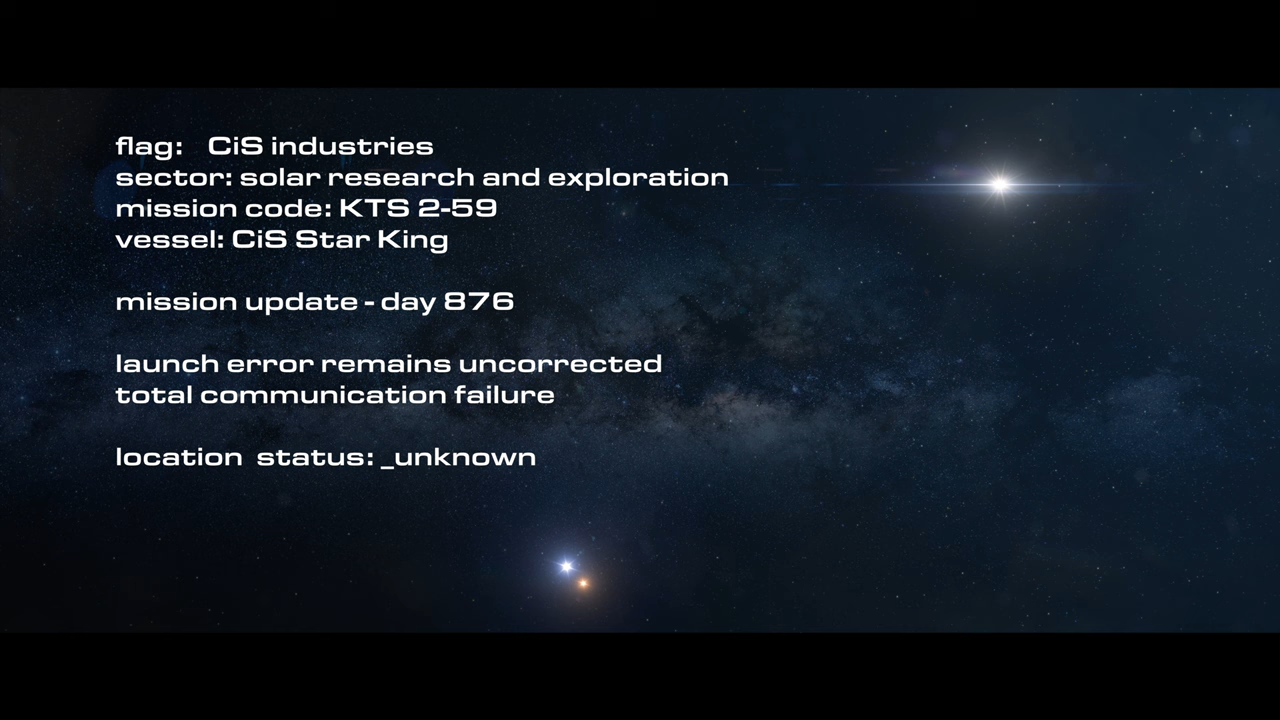 flag: CiS industries
sector: solar research and exploration
mission code: KTS 2-59
vessel: CiS Star King
mission update - day 876
launch error remains uncorrected
total communication failure
location status: _unknown